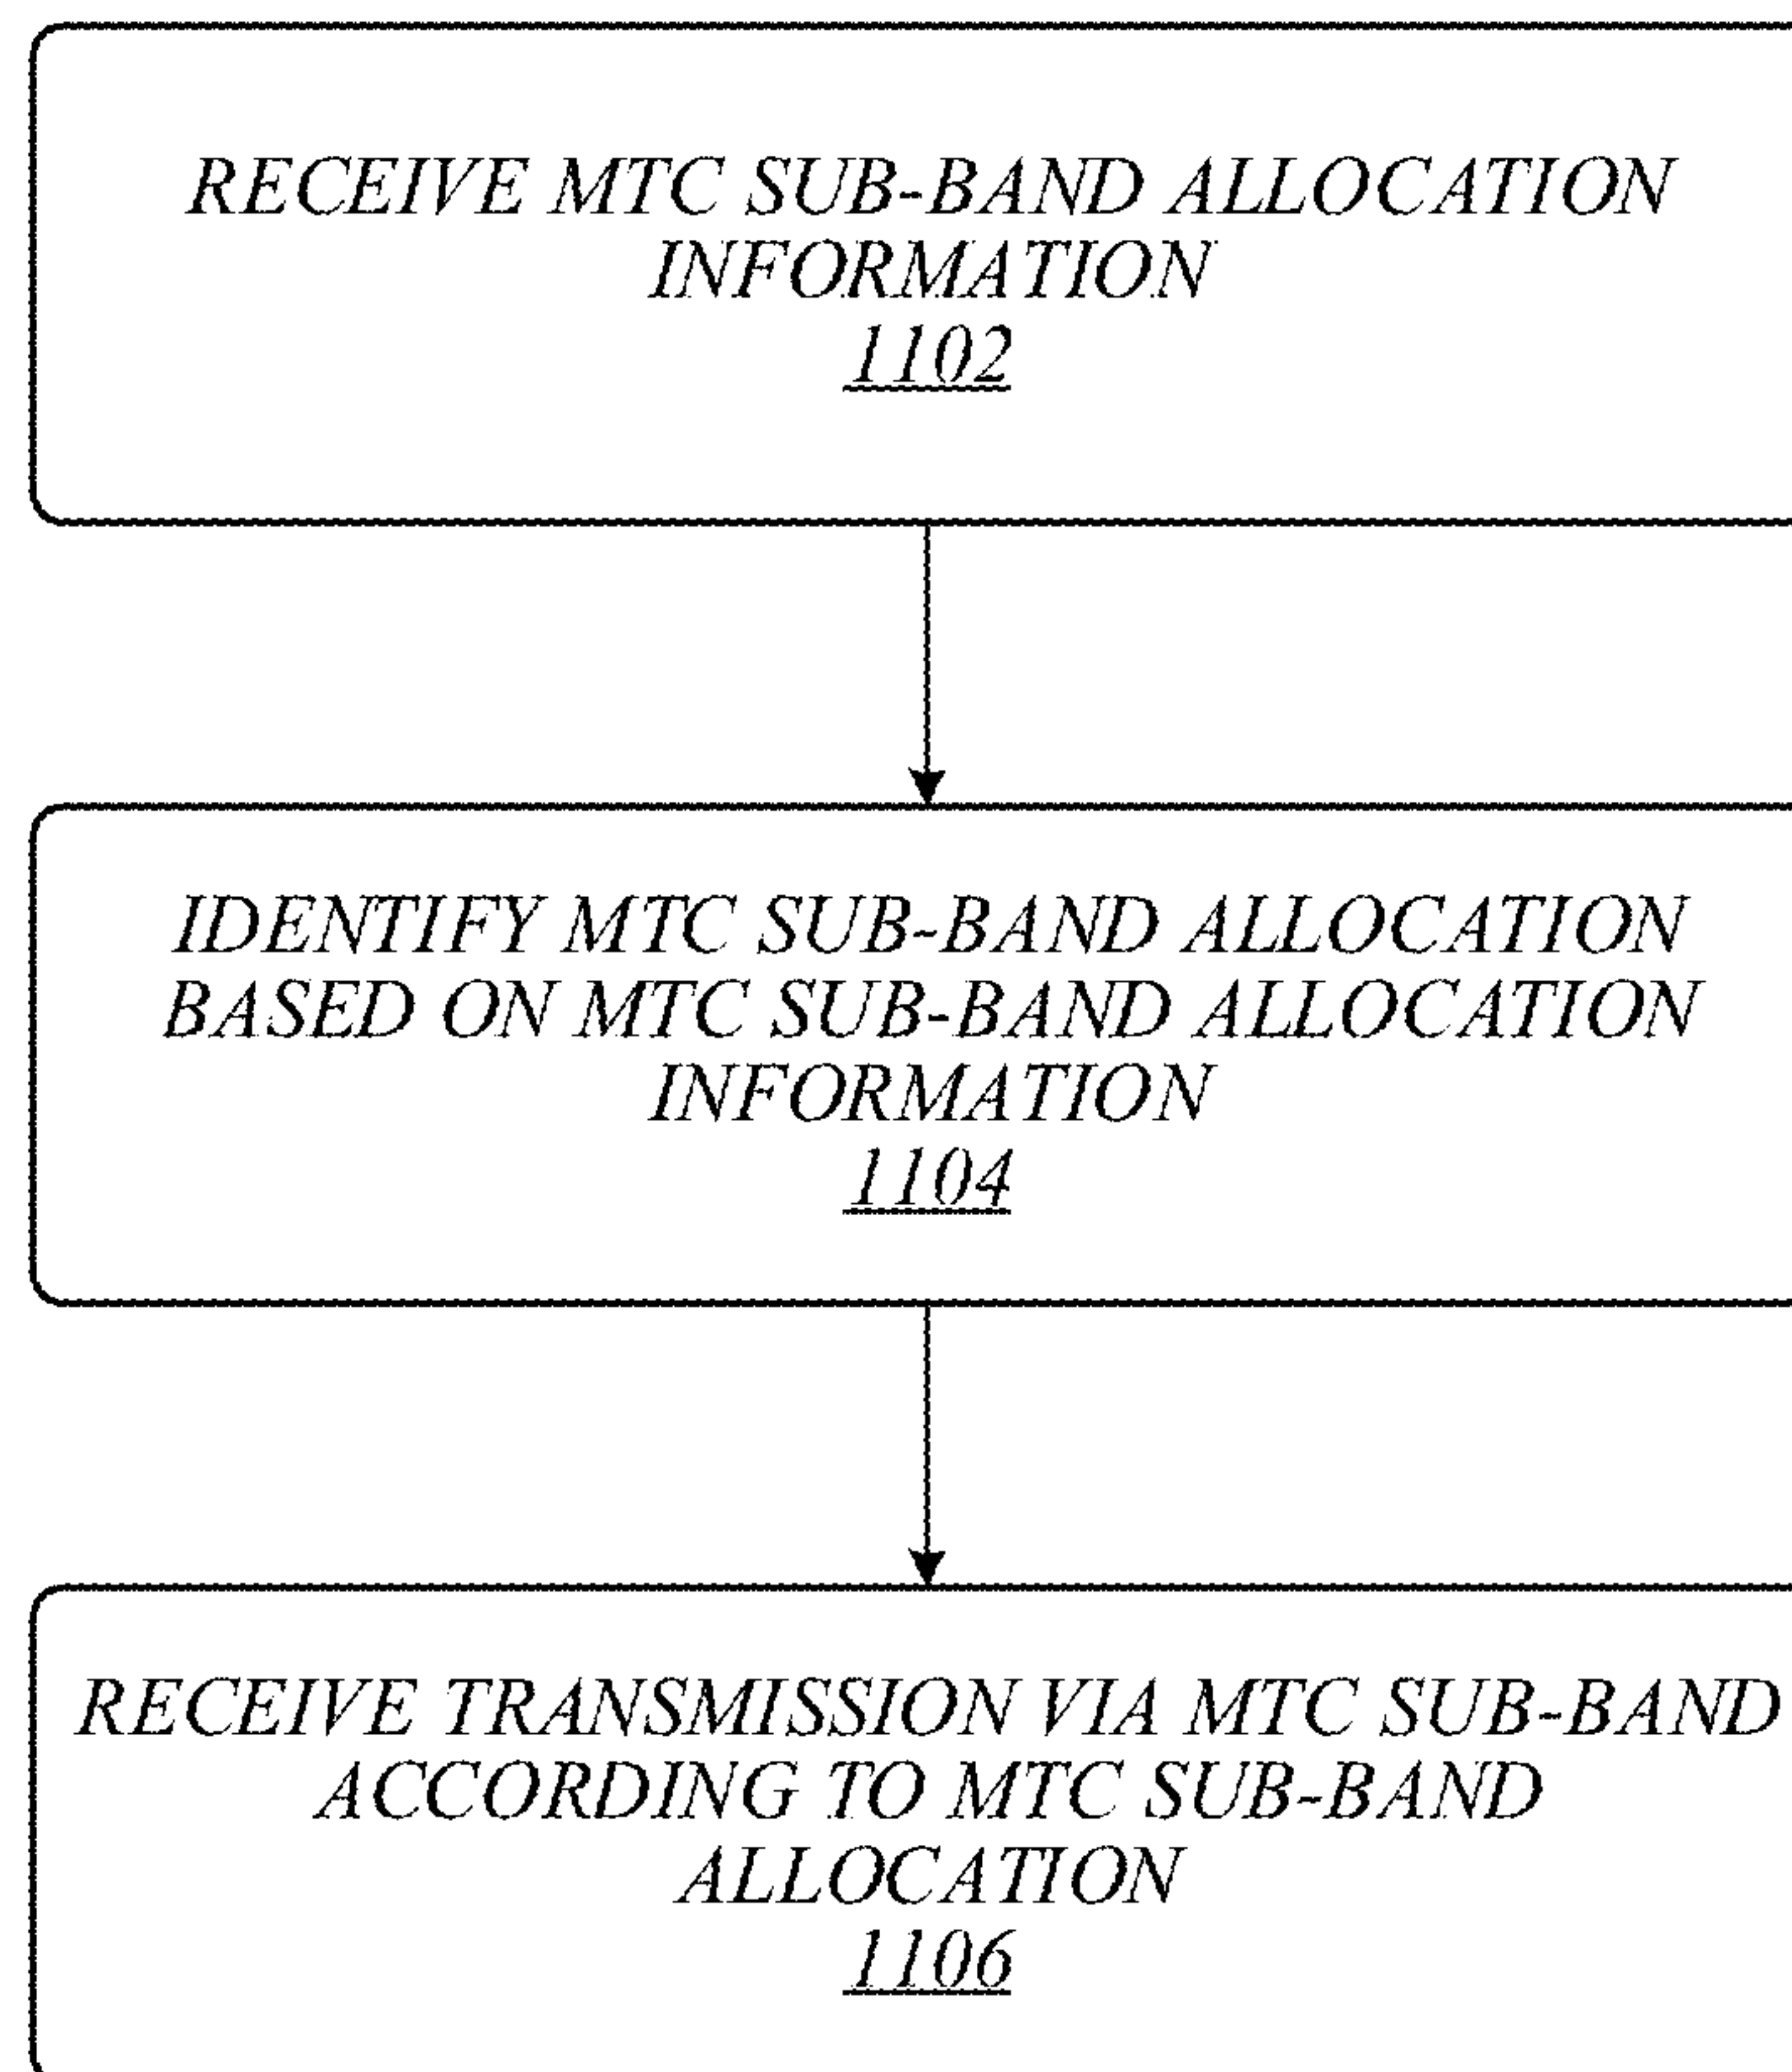 RECEIVE MTC SUB-BAND ALLOCATION
INFORMATION
1102
IDENTIFY MTC SUB-BAND ALLOCATION
BASED ON MTC SUB-BAND ALLOCATION
INFORMATION
1104
RECEIVE TRANSMISSION VIA MTC SUB-BAND
ACCORDING TO MTC SUB-BAND
ALLOCATION
1106